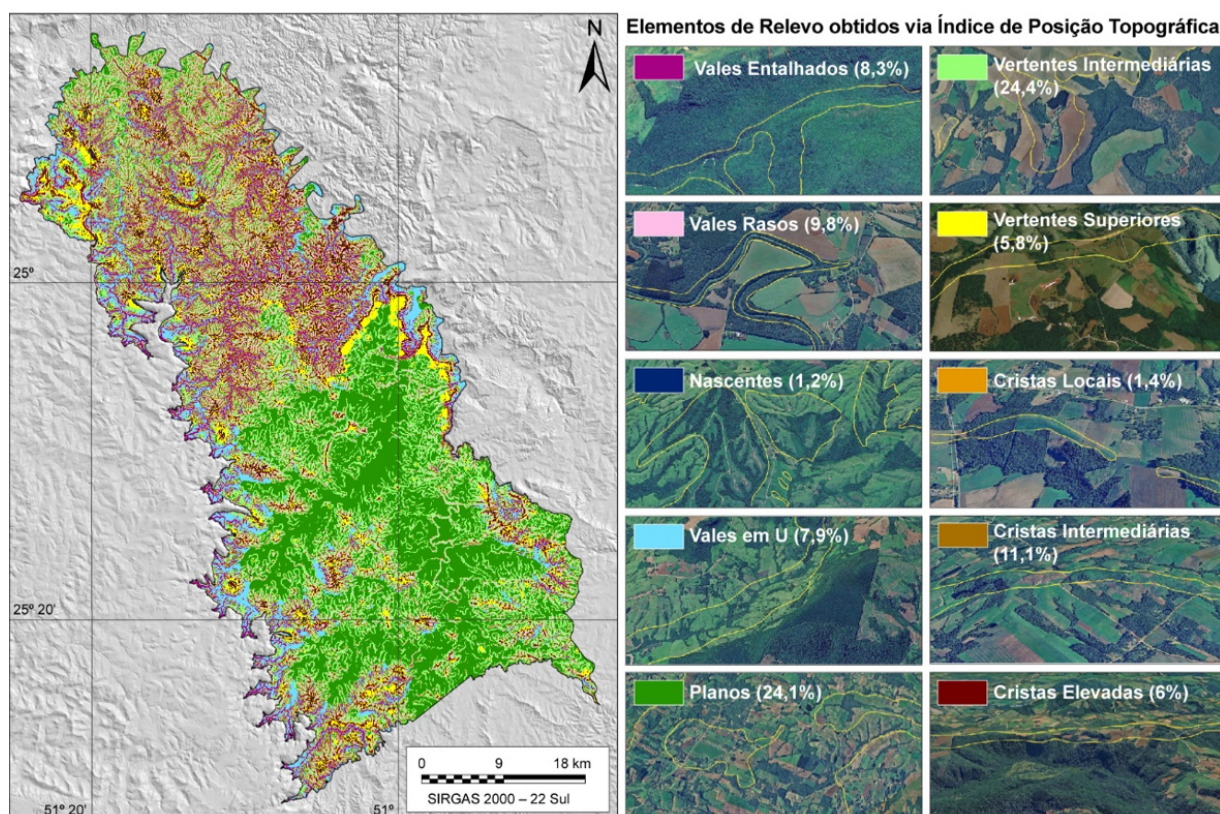 N
25º
25º 20'
0 9 18 km
SIRGAS 2000 – 22 Sul
51º 20'
51º
Elementos de Relevo obtidos via Índice de Posição Topográfica
Vales Entalhados (8,3%)
Vertentes Intermediárias
(24,4%)
Vales Rasos (9,8%)
Vertentes Superiores
(5,8%)
Nascentes (1,2%)
Cristas Locais (1,4%)
Vales em U (7,9%)
Cristas Intermediárias
(11,1%)
Planos (24,1%)
Cristas Elevadas (6%)